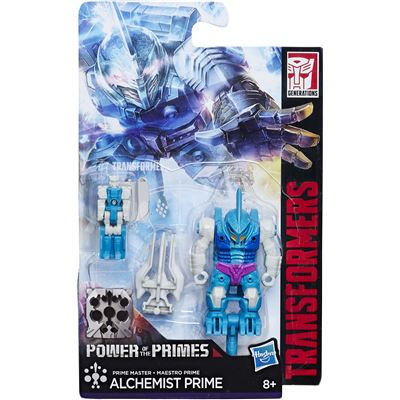 TRANSFORMERS
GENERATIONS
TRANSFORMERS
POWER OF THE PRIMES
PRIME MASTER • MAESTRO PRIME
ALCHEMIST PRIME
Hasbro
8+